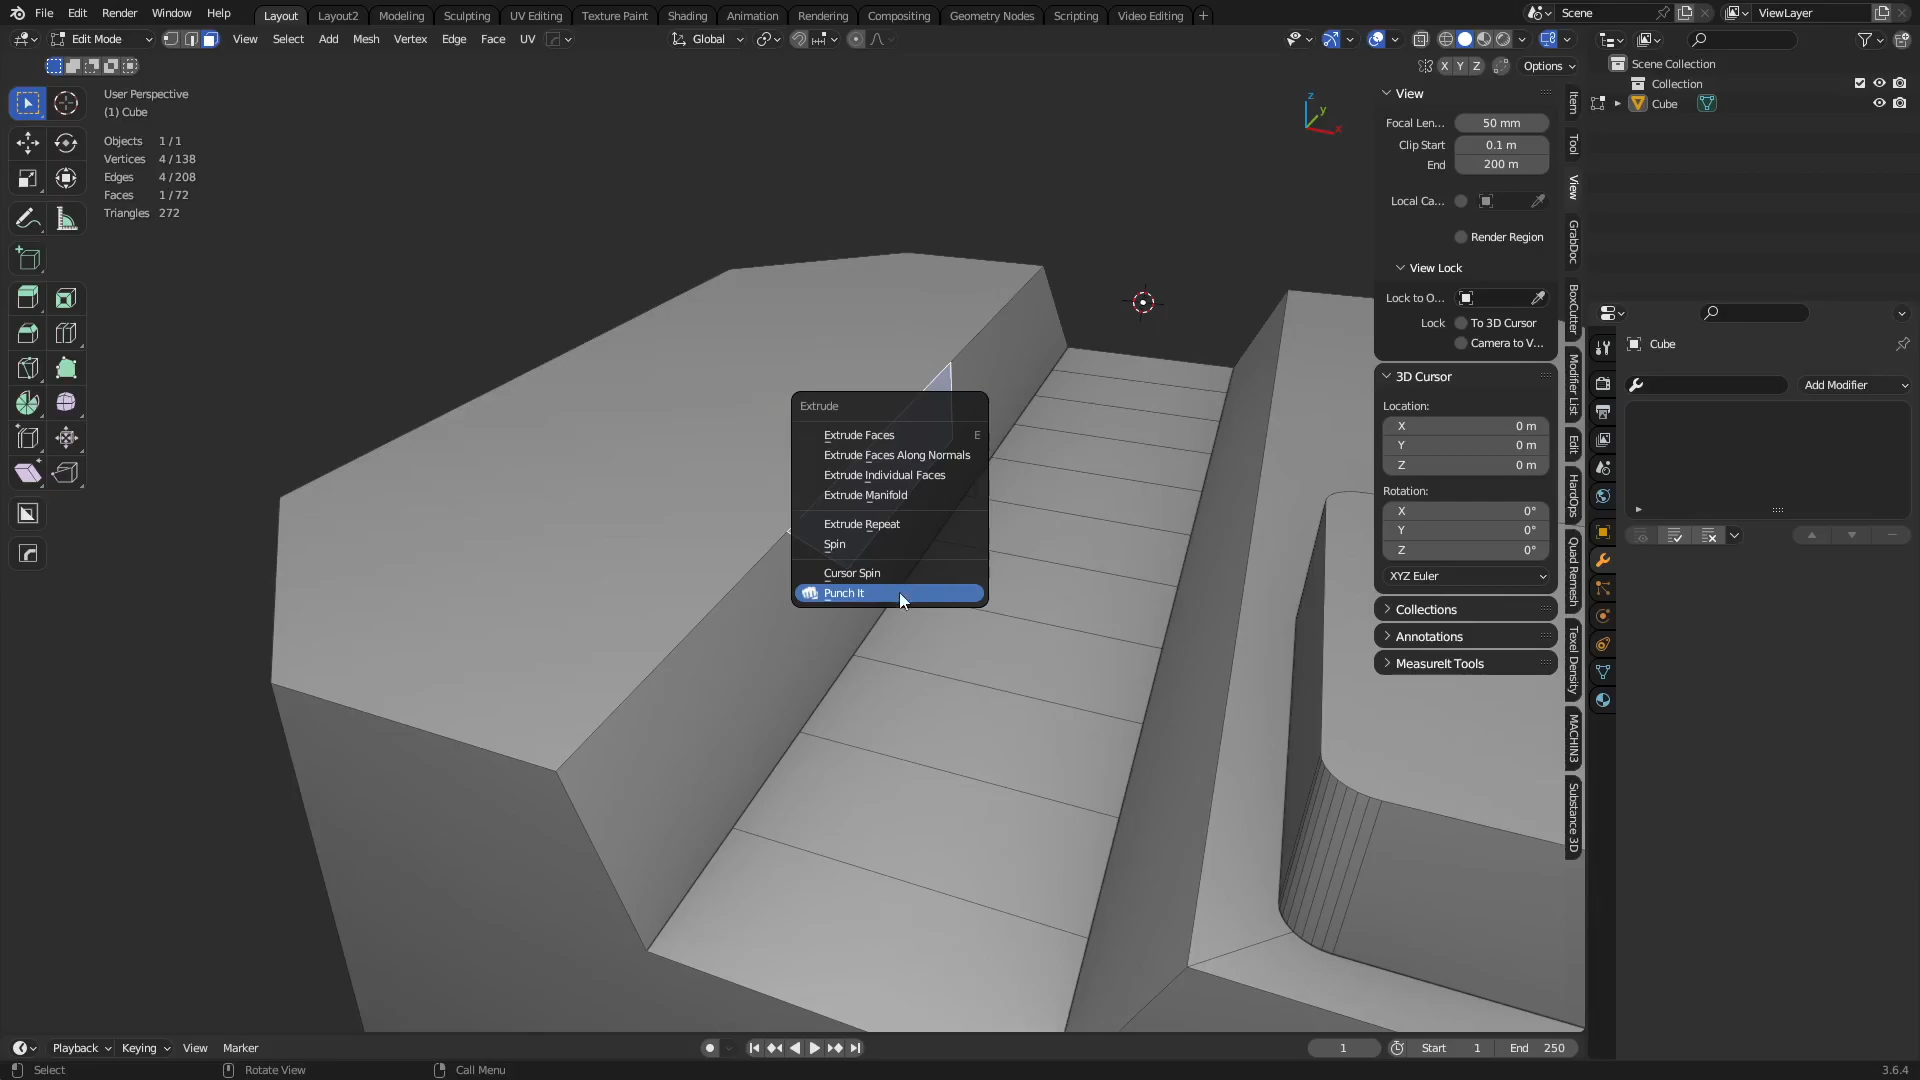 File Edit Render Window Help Layout Layout2 Modeling Sculpting UV Editing Texture Paint Shading Animation Rendering Compositing Geometry Nodes Scripting Video Editing + Scene ViewLayer
Edit Mode View Select Add Mesh Vertex Edge Face UV Global
X Y Z Options
User Perspective
(1) Cube
Objects 1 / 1
Vertices 4 / 138
Edges 4 / 208
Faces 1 / 72
Triangles 272
z
y
x
Extrude
Extrude Faces E
Extrude Faces Along Normals
Extrude Individual Faces
Extrude Manifold
Extrude Repeat
Spin
Cursor Spin
Punch It
View
Focal Len... 50 mm
Clip Start 0.1 m
End 200 m
Local Ca...
Render Region
View Lock
Lock to O...
Lock To 3D Cursor
Camera to V...
3D Cursor
Location:
X 0 m
Y 0 m
Z 0 m
Rotation:
X 0°
Y 0°
Z 0°
XYZ Euler
Collections
Annotations
MeasureIt Tools
Item
Tool
View
GrabDoc
BoxCutter
Modifier List
Edit
HardOps
Quad Remesh
Texel Density
MACHIN3
Substance 3D
Scene Collection
Collection
Cube
Cube
Add Modifier
Playback Keying View Marker 1 Start 1 End 250
Select Rotate View Call Menu 3.6.4